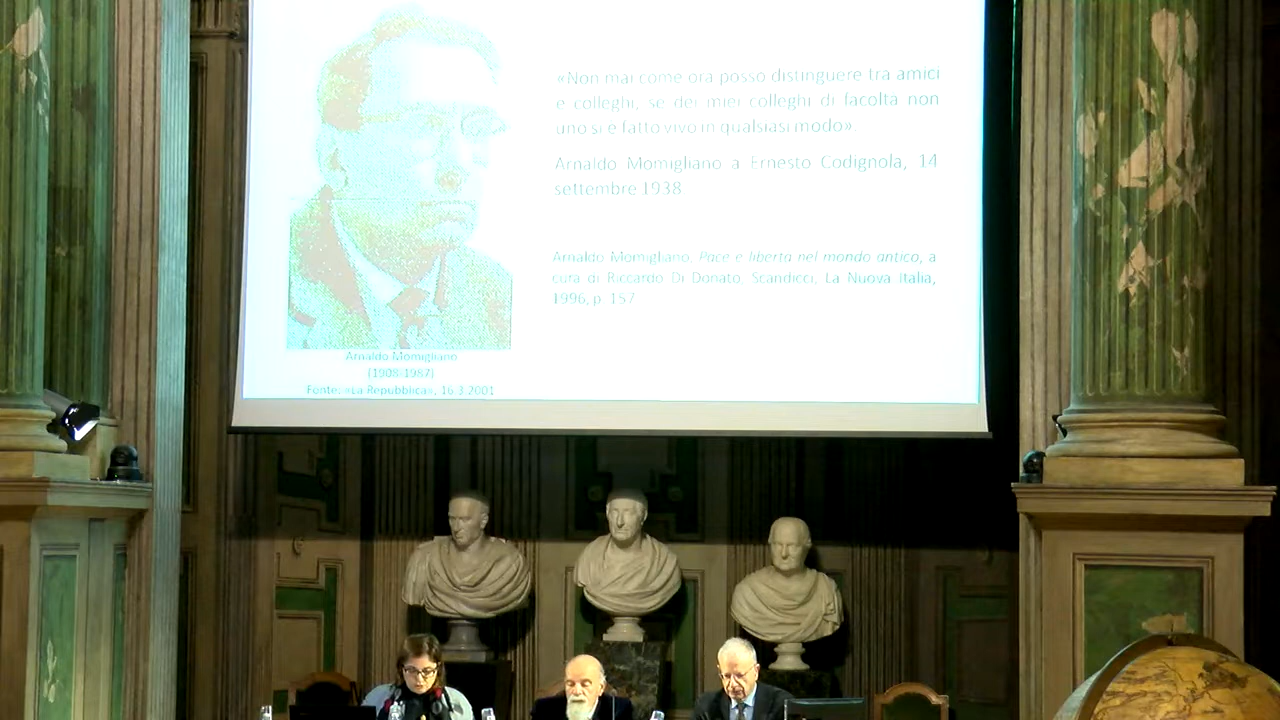 «Non mai come ora posso distinguere tra amici
e colleghi, se dei miei colleghi di facoltà non
uno si è fatto vivo in qualsiasi modo»
Arnaldo Momigliano a Ernesto Codignola, 14
settembre 1938
Arnaldo Momigliano, Pace e libertà nel mondo antico, a
cura di Riccardo Di Donato, Scandicci, La Nuova Italia,
1996, p. 157
Arnaldo Momigliano
(1908-1987)
Fonte: «La Repubblica», 16.3.2001